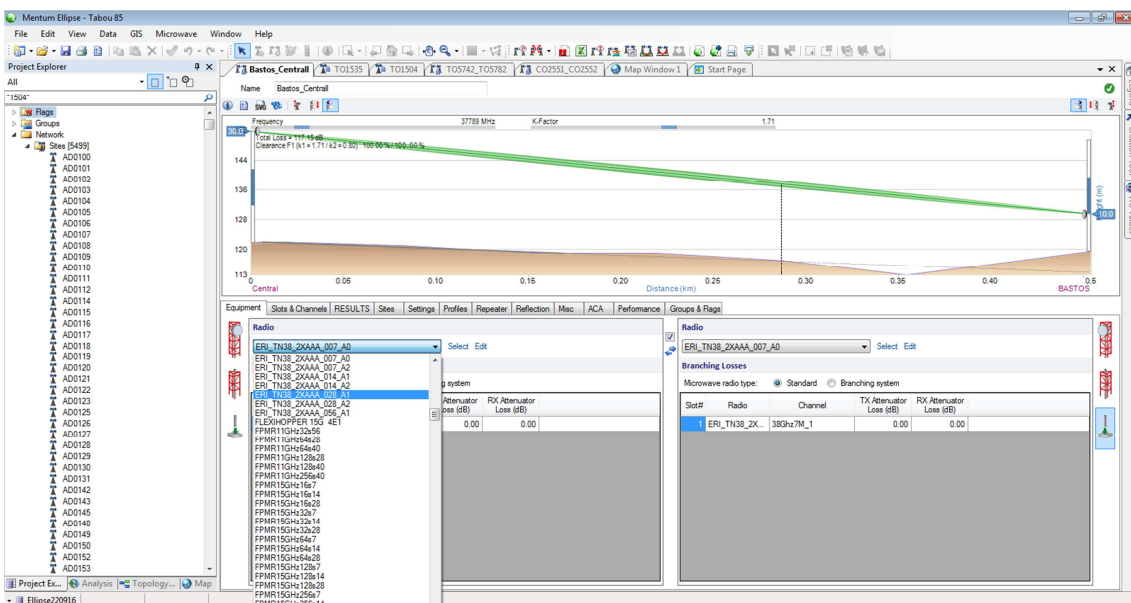 Mentum Ellipse - Tabou 85
File Edit View Data GIS Microwave Window Help
Project Explorer
Bastos_Centrall TO1535 TO1504 TO5742_TO5782 CO2551_CO2552 Map Window 1 Start Page
All
Name Bastos_Centrall
"1504"
Flags
Groups
Network
Sites [5499]
AD0100
AD0101
AD0102
AD0103
AD0104
AD0105
AD0106
AD0107
AD0108
AD0109
AD0110
AD0111
AD0112
AD0114
AD0115
AD0116
AD0117
AD0118
AD0119
AD0120
AD0121
AD0122
AD0123
AD0125
AD0126
AD0127
AD0128
AD0129
AD0130
AD0131
AD0142
AD0143
AD0145
AD0148
AD0149
AD0150
AD0152
AD0153
Project Ex... Analysis Topology... Map
Ellipse220916
Frequency 37789 MHz K-Factor 1.71
30.0
Total Loss = 117.15 dB
Clearance F1 (k1 = 1.71 / k2 = 0.80) : 100.00 % / 100.00 %
144
136
128
120
113
10.0
0 0.05 0.10 0.15 0.20 0.25 0.30 0.35 0.40 0.5
Central Distance (km) BASTOS
Equipment Slots & Channels RESULTS Sites Settings Profiles Repeater Reflection Misc ACA Performance Groups & Flags
Radio
ERI_TN38_2XAAA_007_A0 Select Edit
ERI_TN38_2XAAA_007_A0
ERI_TN38_2XAAA_007_A2
ERI_TN38_2XAAA_014_A1
ERI_TN38_2XAAA_014_A2
ERI_TN38_2XAAA_028_A1
ERI_TN38_2XAAA_028_A2
ERI_TN38_2XAAA_056_A1
FLEXIHOPPER 15G 4E1
FPMR11GHz32s56
FPMR11GHz64s28
FPMR11GHz64s40
FPMR11GHz128s28
FPMR11GHz128s40
FPMR11GHz256s40
FPMR15GHz16s7
FPMR15GHz16s14
FPMR15GHz16s28
FPMR15GHz32s7
FPMR15GHz32s14
FPMR15GHz32s28
FPMR15GHz64s7
FPMR15GHz64s14
FPMR15GHz64s28
FPMR15GHz128s7
FPMR15GHz128s14
FPMR15GHz128s28
FPMR15GHz256s7
FPMR15GHz256s14
g system
Attenuator RX Attenuator
Loss (dB) Loss (dB)
0.00 0.00
Radio
ERI_TN38_2XAAA_007_A0 Select Edit
Branching Losses
Microwave radio type: Standard Branching system
Slot# Radio Channel TX Attenuator Loss (dB) RX Attenuator Loss (dB)
1 ERI_TN38_2X... 38Ghz7M_1 0.00 0.00